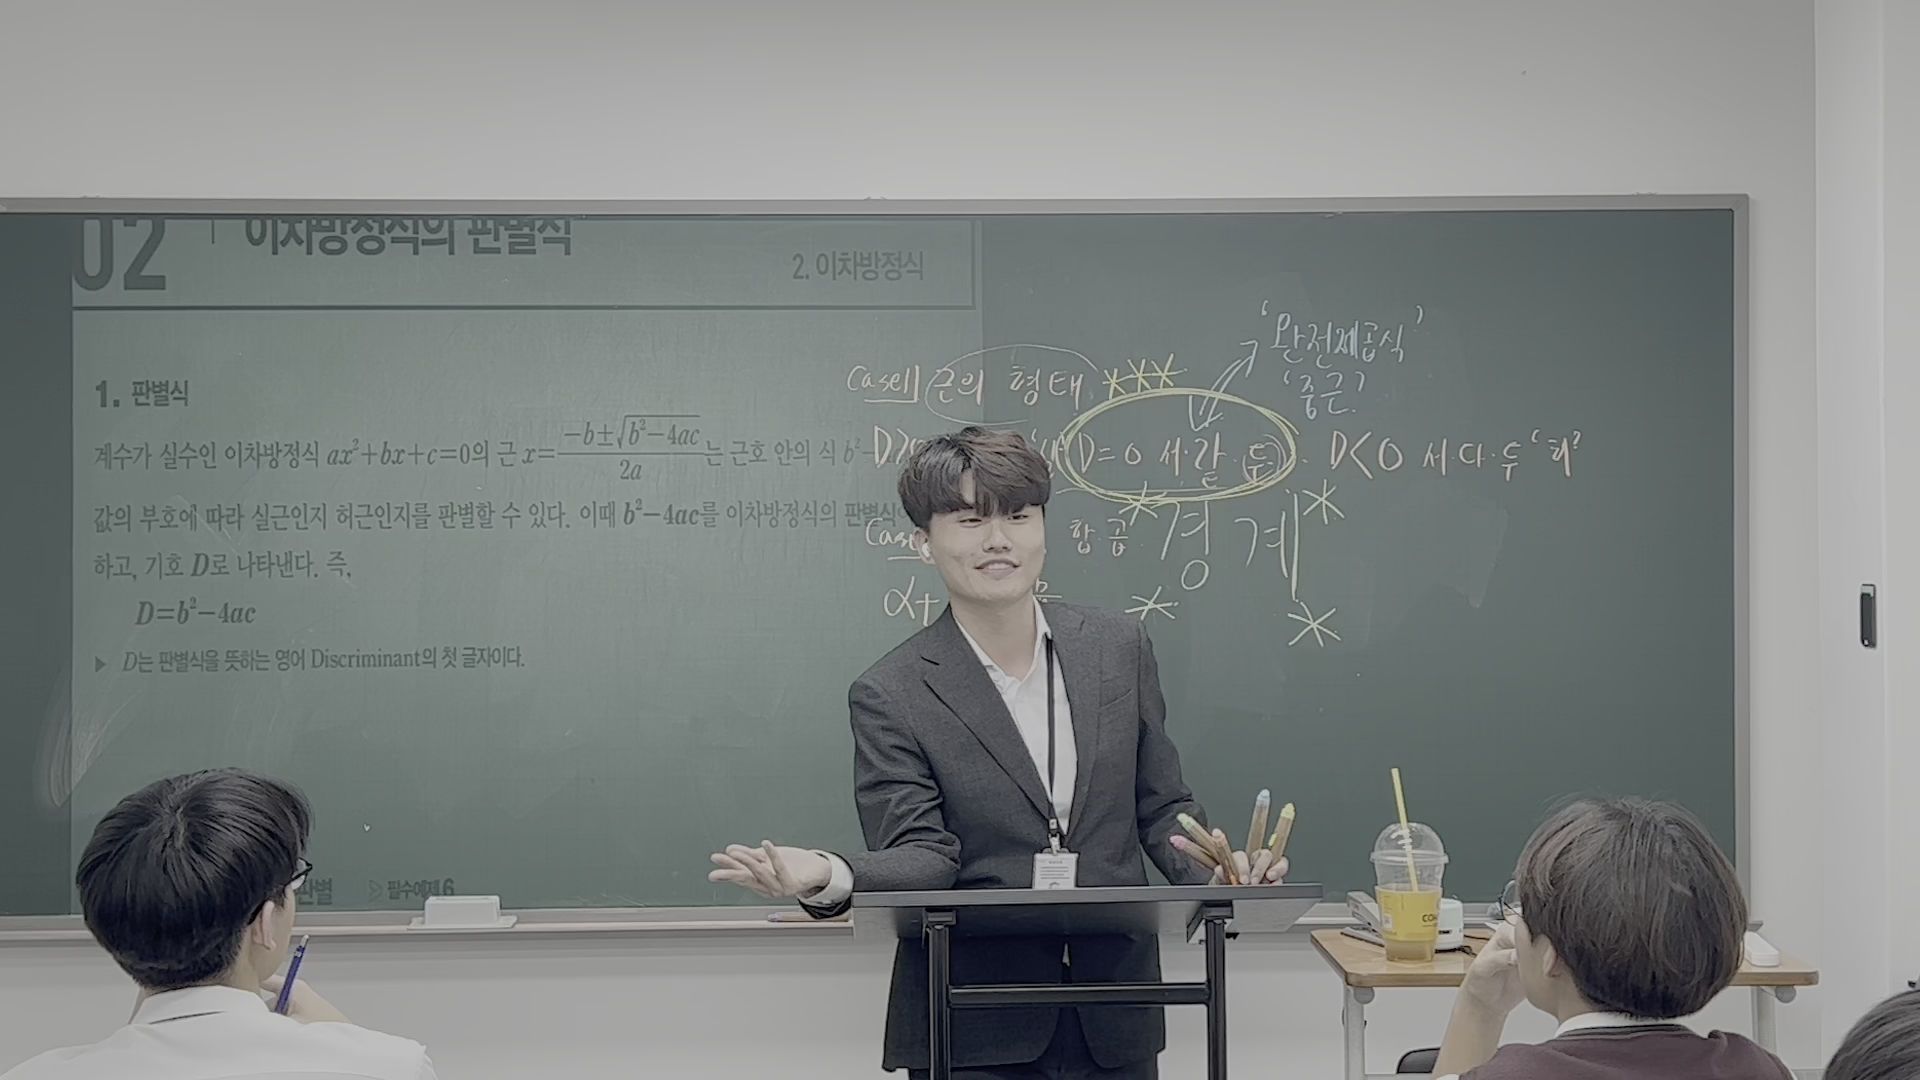 02 이차방정식의 판별식
2. 이차방정식
1. 판별식
계수가 실수인 이차방정식 ax²+bx+c=0의 근 x=(-b±√(b²-4ac))/2a는 근호 안의 식 b²-
값의 부호에 따라 실근인지 허근인지를 판별할 수 있다. 이때 b²-4ac를 이차방정식의 판별식
하고, 기호 D로 나타낸다. 즉,
D=b²-4ac
▶ D는 판별식을 뜻하는 영어 Discriminant의 첫 글자이다.
판별 필수예제 6
'완전제곱식'
'중근'
Case1 근의 형태 ***
D> D=0 서·같·두 D<0 서·다·두 '허'
Case 합·곱 *경계*
α+ * *